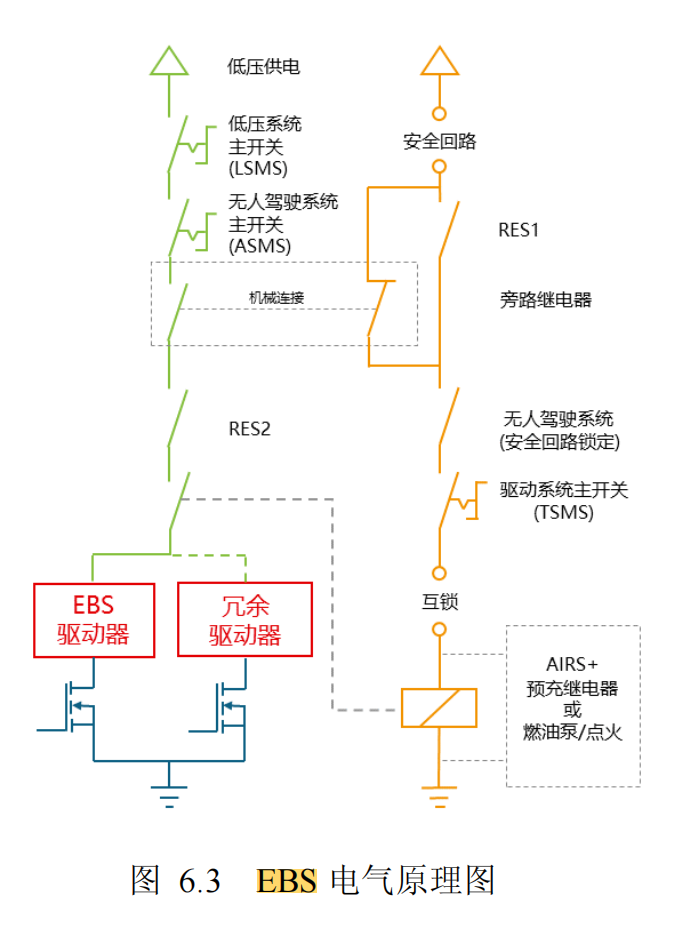 低压供电
低压系统
主开关
(LSMS)
无人驾驶系统
主开关
(ASMS)
机械连接
RES2
EBS
驱动器
冗余
驱动器
安全回路
RES1
旁路继电器
无人驾驶系统
(安全回路锁定)
驱动系统主开关
(TSMS)
互锁
AIRS+
预充继电器
或
燃油泵/点火
图 6.3 EBS 电气原理图